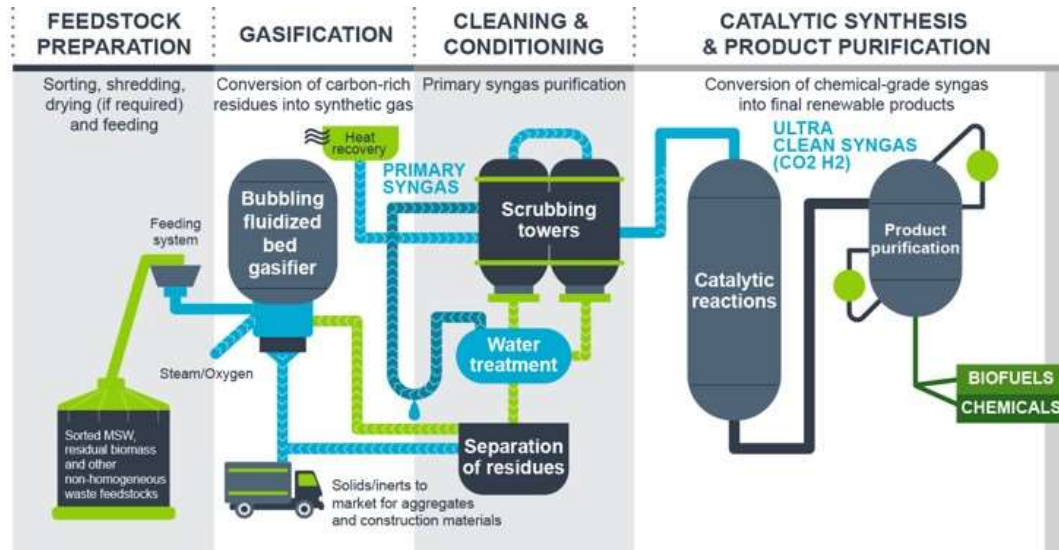 FEEDSTOCK
PREPARATION
GASIFICATION
CLEANING &
CONDITIONING
CATALYTIC SYNTHESIS
& PRODUCT PURIFICATION
Sorting, shredding,
drying (if required)
and feeding
Conversion of carbon-rich
residues into synthetic gas
Primary syngas purification
Conversion of chemical-grade syngas
into final renewable products
Heat
recovery
PRIMARY
SYNGAS
ULTRA
CLEAN SYNGAS
(CO2 H2)
Bubbling
fluidized
bed
gasifier
Scrubbing
towers
Feeding
system
Product
purification
Catalytic
reactions
Water
treatment
Steam/Oxygen
BIOFUELS
CHEMICALS
Sorted MSW,
residual biomass
and other
non-homogeneous
waste feedstocks
Separation
of residues
Solids/inerts to
market for aggregates
and construction materials